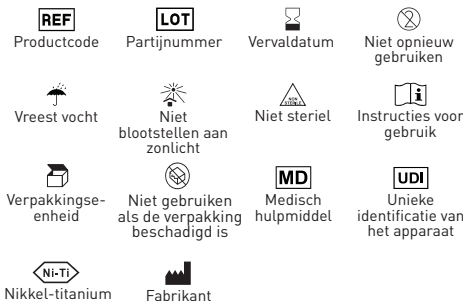 REF
LOT
2
Productcode
Partijnummer
Vervaldatum
Niet opnieuw
gebruiken
NON
STERILE
i
Vreest vocht
Niet
blootstellen aan
zonlicht
Niet steriel
Instructies voor
gebruik
MD
UDI
Verpakkingse-
enheid
Niet gebruiken
als de verpakking
beschadigd is
Medisch
hulpmiddel
Unieke
identificatie van
het apparaat
Ni-Ti
Nikkel-titanium
Fabrikant